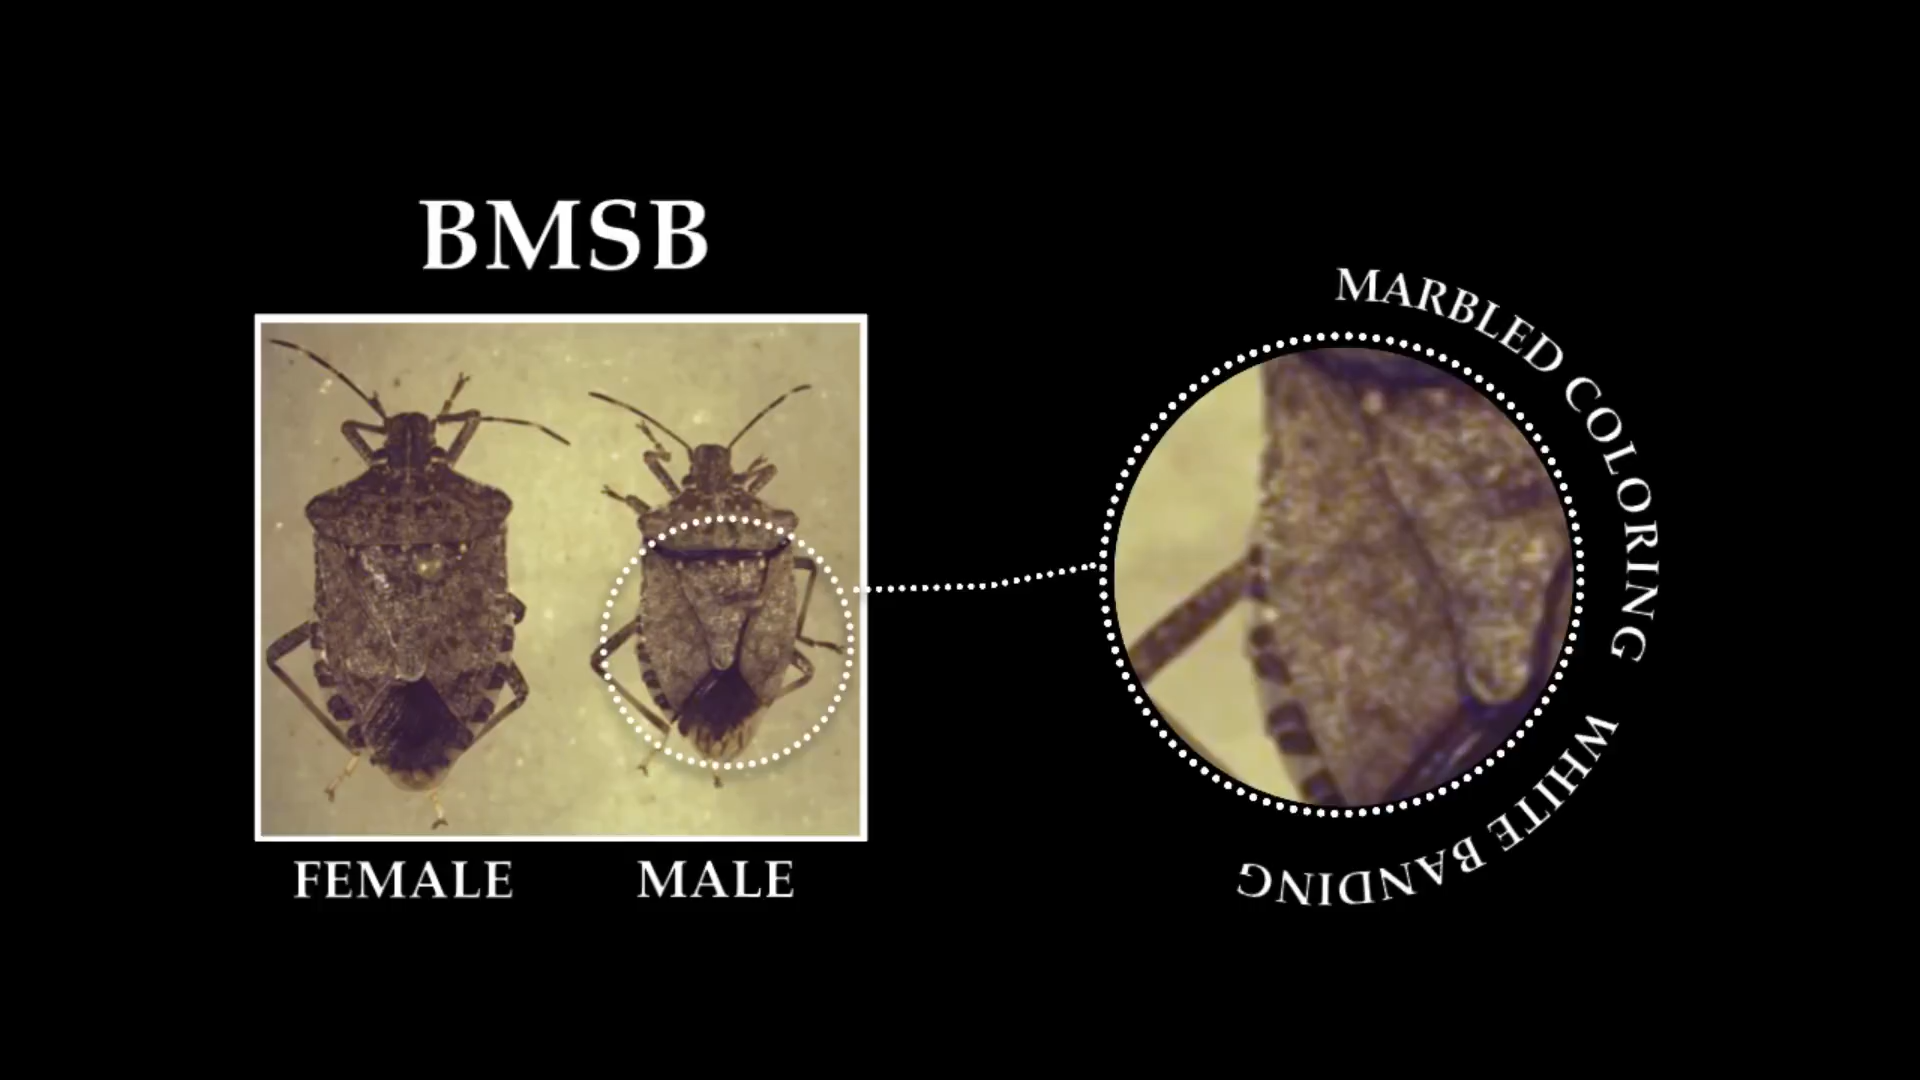 BMSB
FEMALE
MALE
MARBLED COLORING
WHITE BANDING